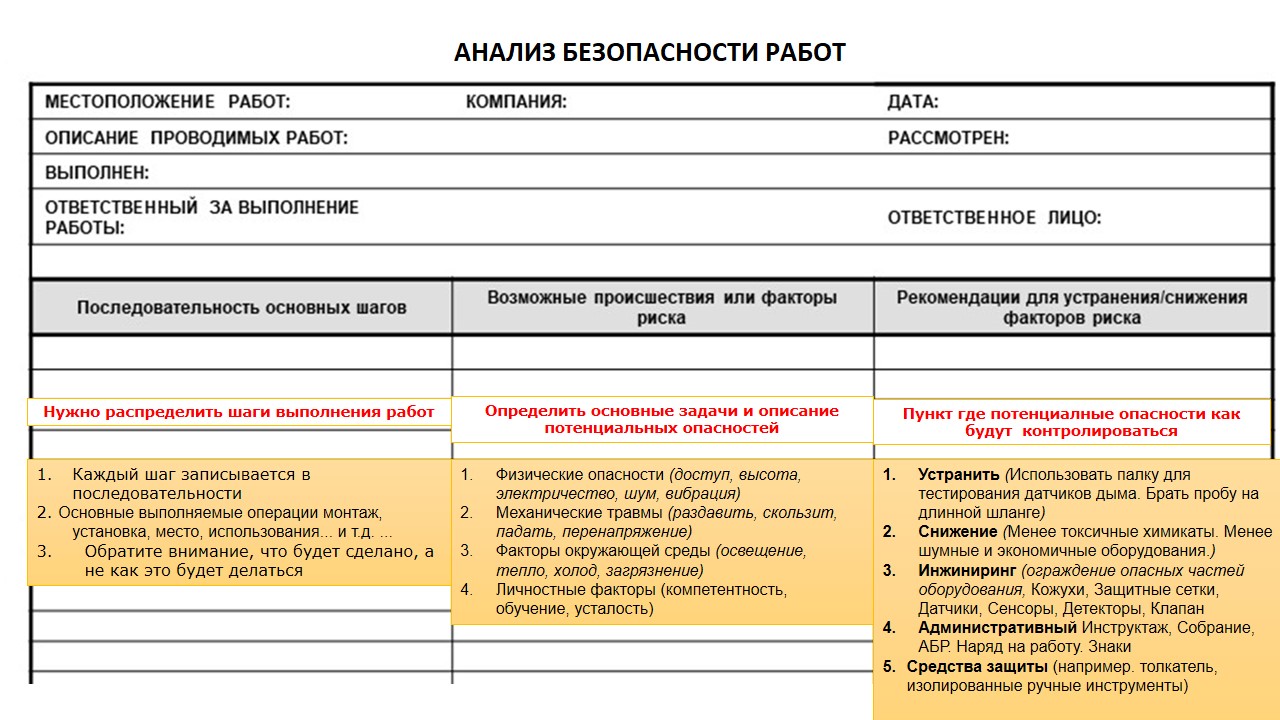 АНАЛИЗ БЕЗОПАСНОСТИ РАБОТ
МЕСТОПОЛОЖЕНИЕ РАБОТ:
КОМПАНИЯ:
ДАТА:
ОПИСАНИЕ ПРОВОДИМЫХ РАБОТ:
РАССМОТРЕН:
ВЫПОЛНЕН:
ОТВЕТСТВЕННЫЙ ЗА ВЫПОЛНЕНИЕ
РАБОТЫ:
ОТВЕТСТВЕННОЕ ЛИЦО:
Последовательность основных шагов
Возможные происшествия или факторы
риска
Рекомендации для устранения/снижения
факторов риска
Нужно распределить шаги выполнения работ
Определить основные задачи и описание
потенциальных опасностей
Пункт где потенциалные опасности как
будут контролироваться
1. Каждый шаг записывается в
последовательности
2. Основные выполняемые операции монтаж,
установка, место, использования... и т.д. ...
3. Обратите внимание, что будет сделано, а
не как это будет делаться
1. Физические опасности (доступ, высота,
электричество, шум, вибрация)
2. Механические травмы (раздавить, скользит,
падать, перенапряжение)
3. Факторы окружающей среды (освещение,
тепло, холод, загрязнение)
4. Личностные факторы (компетентность,
обучение, усталость)
1. Устранить (Использовать палку для
тестирования датчиков дыма. Брать пробу на
длинной шланге)
2. Снижение (Менее токсичные химикаты. Менее
шумные и экономичные оборудования.)
3. Инжиниринг (ограждение опасных частей
оборудования, Кожухи, Защитные сетки,
Датчики, Сенсоры, Детекторы, Клапан
4. Административный Инструктаж, Собрание,
АБР. Наряд на работу. Знаки
5. Средства защиты (например. толкатель,
изолированные ручные инструменты)